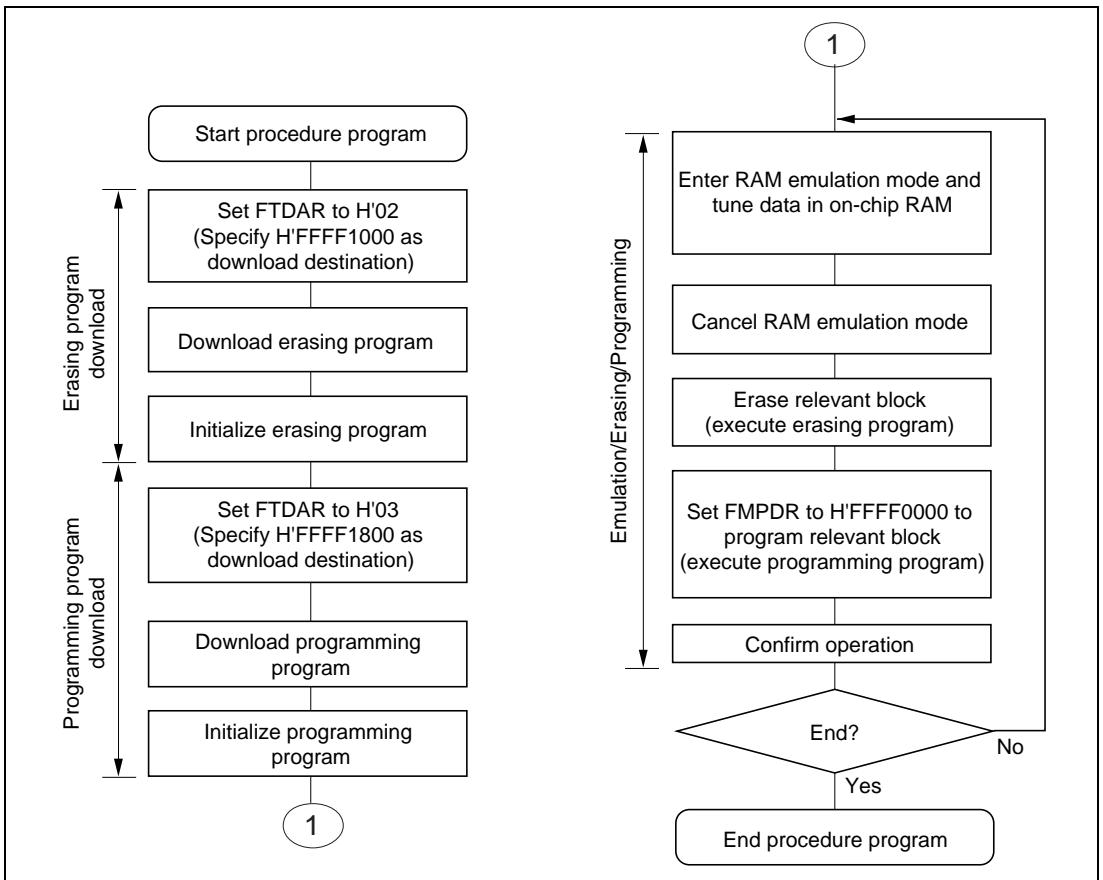 Start procedure program
Erasing program
download
Set FTDAR to H'02
(Specify H'FFFF1000 as
download destination)
Download erasing program
Initialize erasing program
Programming program
download
Set FTDAR to H'03
(Specify H'FFFF1800 as
download destination)
Download programming
program
Initialize programming
program
1
1
Emulation/Erasing/Programming
Enter RAM emulation mode and
tune data in on-chip RAM
Cancel RAM emulation mode
Erase relevant block
(execute erasing program)
Set FMPDR to H'FFFF0000 to
program relevant block
(execute programming program)
Confirm operation
End?
No
Yes
End procedure program